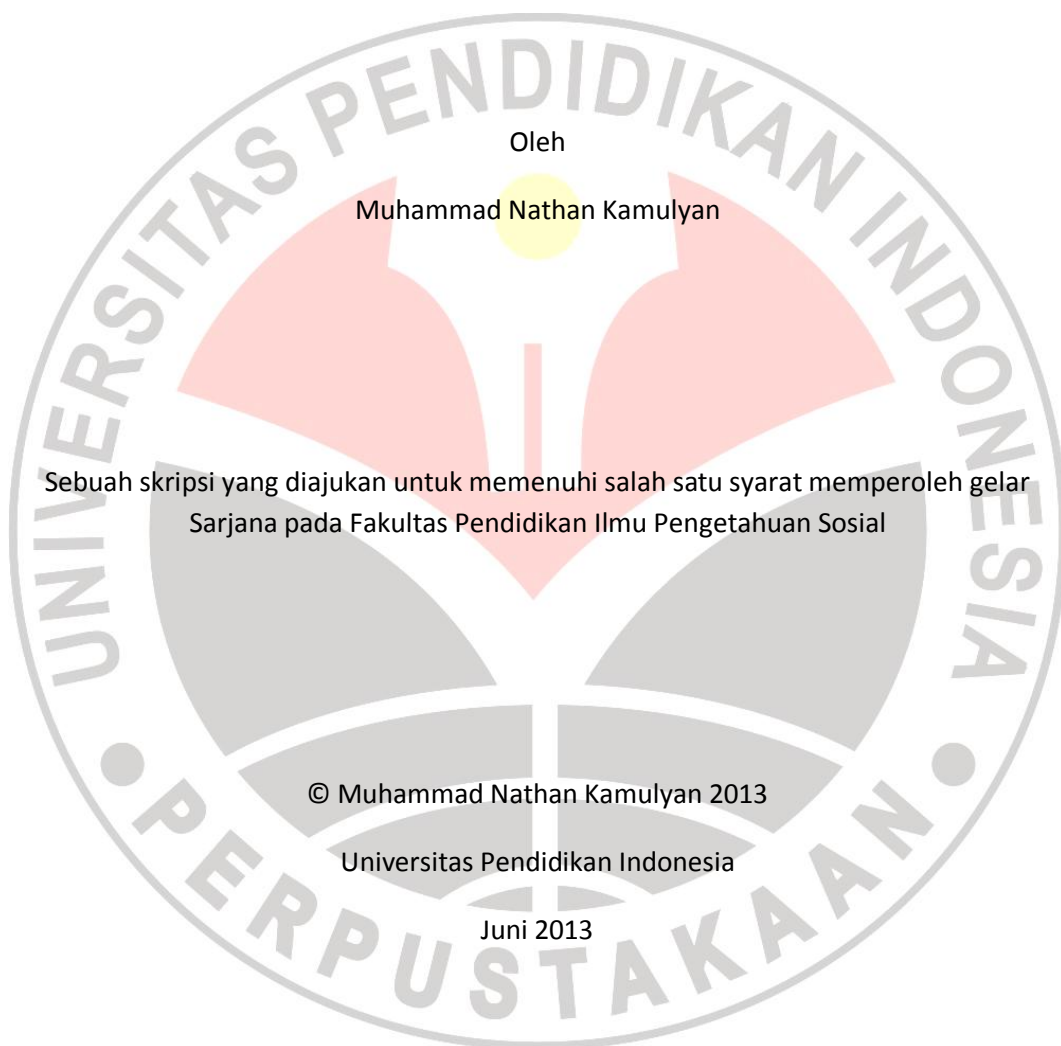 UNIVERSITAS PENDIDIKAN INDONESIA
Oleh
Muhammad Nathan Kamulyan
Sebuah skripsi yang diajukan untuk memenuhi salah satu syarat memperoleh gelar
Sarjana pada Fakultas Pendidikan Ilmu Pengetahuan Sosial
© Muhammad Nathan Kamulyan 2013
Universitas Pendidikan Indonesia
Juni 2013
PERPUSTAKAAN